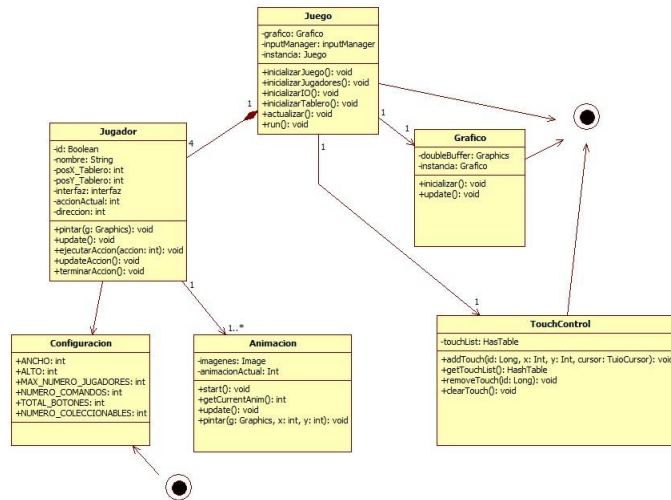 Juego
-grafico: Grafico
-inputManager: inputManager
-instancia: Juego
+inicializarJuego(): void
+inicializarJugadores(): void
+inicializarIO(): void
+inicializarTablero(): void
+actualizar(): void
+run(): void
1
4
1
1
1
Jugador
-id: Boolean
-nombre: String
-posX_Tablero: int
-posY_Tablero: int
-interfaz: interfaz
-accionActual: int
-direccion: int
+pintar(g: Graphics): void
+update(): void
+ejecutarAccion(accion: int): void
+updateAccion(): void
+terminarAccion(): void
Grafico
-doubleBuffer: Graphics
-instancia: Grafico
+inicializar(): void
+update(): void
1
1..*
1
Configuracion
+ANCHO: int
+ALTO: int
+MAX_NUMERO_JUGADORES: int
+NUMERO_COMANDOS: int
+TOTAL_BOTONES: int
+NUMERO_COLECCIONABLES: int
Animacion
-imagenes: Image
-animacionActual: Int
+start(): void
+getCurrentAnim(): int
+update(): void
+pintar(g: Graphics, x: int, y: int): void
TouchControl
-touchList: HasTable
+addTouch(id: Long, x: Int, y: Int, cursor: TuioCursor): void
+getTouchList(): HashTable
+removeTouch(id: Long): void
+clearTouch(): void